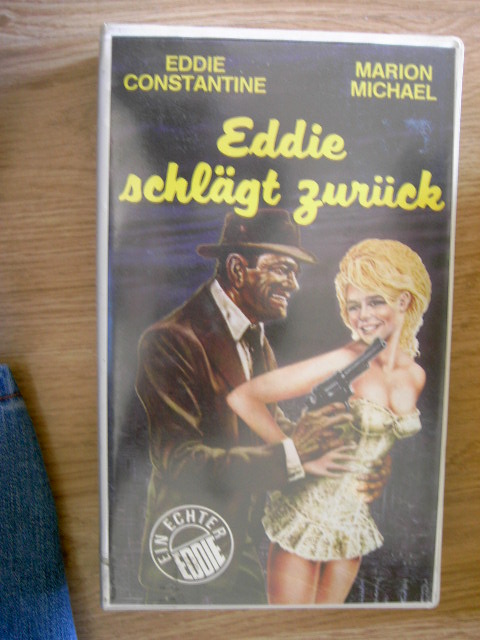 EDDIE
CONSTANTINE
MARION
MICHAEL
Eddie
schlägt zurück
EIN ECHTER
EDDIE